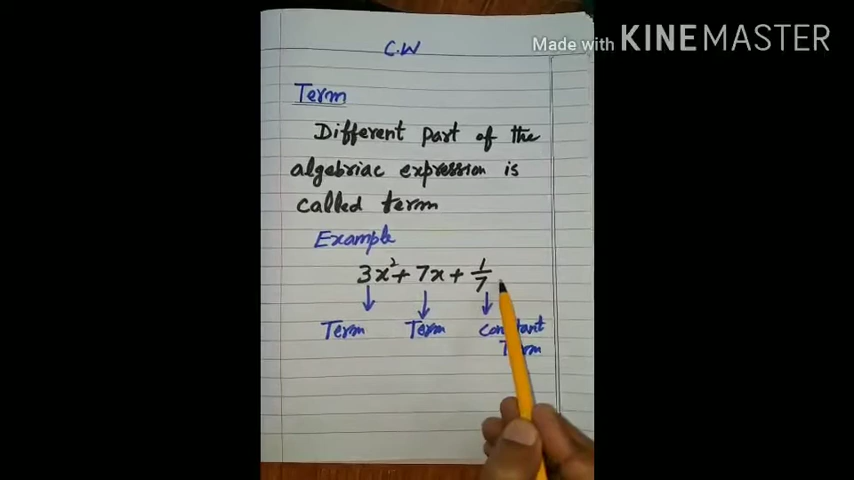 C.W
Made with KINEMASTER
Term
Different part of the
algebriac expression is
called term
Example
3x² + 7x + 1/7
Term Term constant
Term